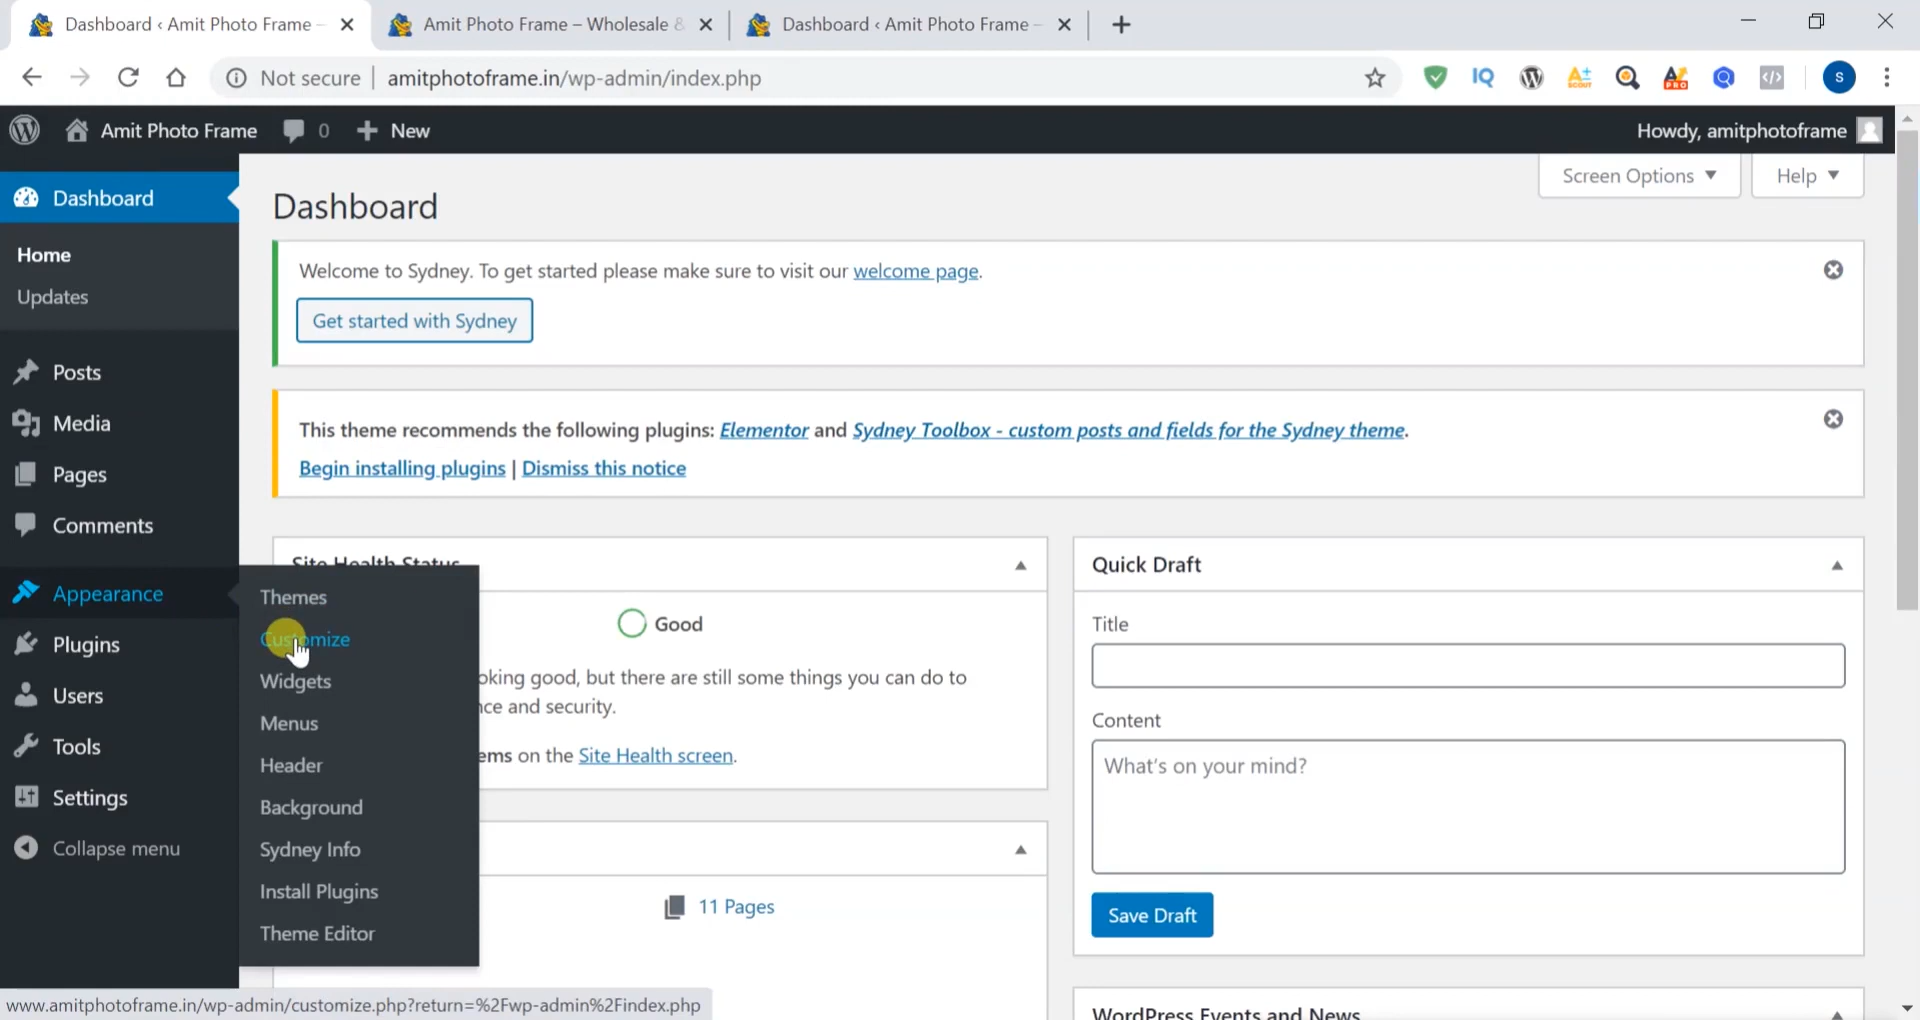 Dashboard ‹ Amit Photo Frame –
Amit Photo Frame – Wholesale &
Dashboard ‹ Amit Photo Frame –
Not secure
amitphotoframe.in/wp-admin/index.php
IQ
A±
SCOUT
PRO
S
Amit Photo Frame
0
New
Howdy, amitphotoframe
Dashboard
Home
Updates
Posts
Media
Pages
Comments
Appearance
Plugins
Users
Tools
Settings
Collapse menu
Themes
Customize
Widgets
Menus
Header
Background
Sydney Info
Install Plugins
Theme Editor
Screen Options
Help
Dashboard
Welcome to Sydney. To get started please make sure to visit our welcome page.
Get started with Sydney
This theme recommends the following plugins: Elementor and Sydney Toolbox - custom posts and fields for the Sydney theme.
Begin installing plugins | Dismiss this notice
Site Health Status
Good
oking good, but there are still some things you can do to
ce and security.
ems on the Site Health screen.
11 Pages
Quick Draft
Title
Content
What's on your mind?
Save Draft
WordPress Events and News
www.amitphotoframe.in/wp-admin/customize.php?return=%2Fwp-admin%2Findex.php